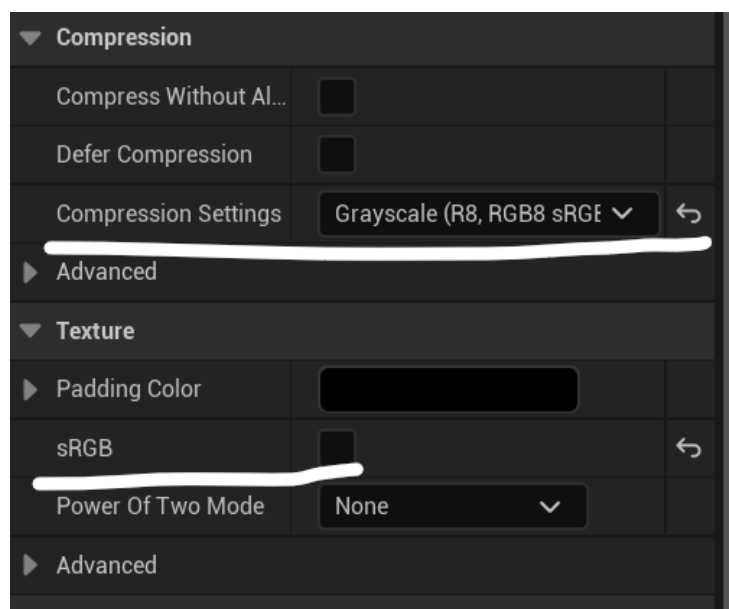 Compression
Compress Without Al...
Defer Compression
Compression Settings Grayscale (R8, RGB8 sRGE
Advanced
Texture
Padding Color
sRGB
Power Of Two Mode None
Advanced